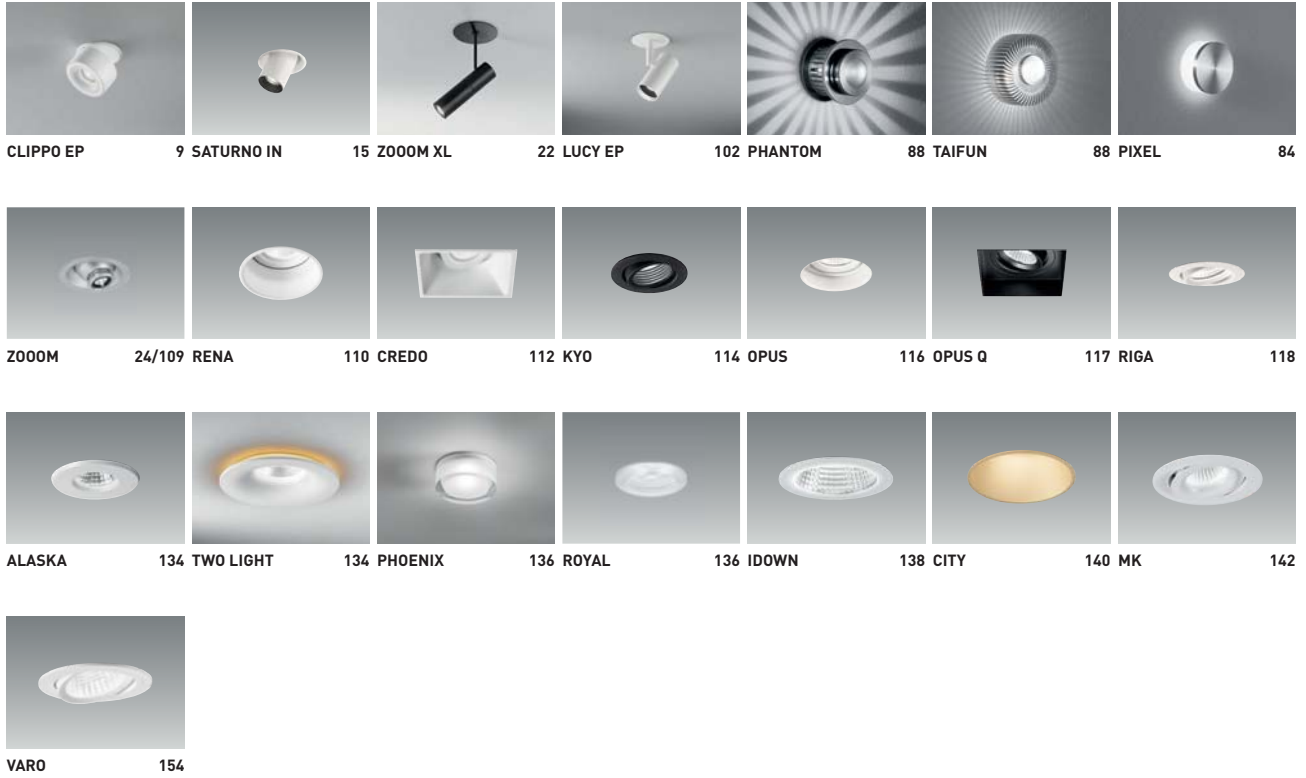 CLIPPO EP 9 SATURNO IN 15 ZOOOM XL 22 LUCY EP 102 PHANTOM 88 TAIFUN 88 PIXEL 84
ZOOOM 24/109 RENA 110 CREDO 112 KYO 114 OPUS 116 OPUS Q 117 RIGA 118
ALASKA 134 TWO LIGHT 134 PHOENIX 136 ROYAL 136 IDOWN 138 CITY 140 MK 142
VARO 154